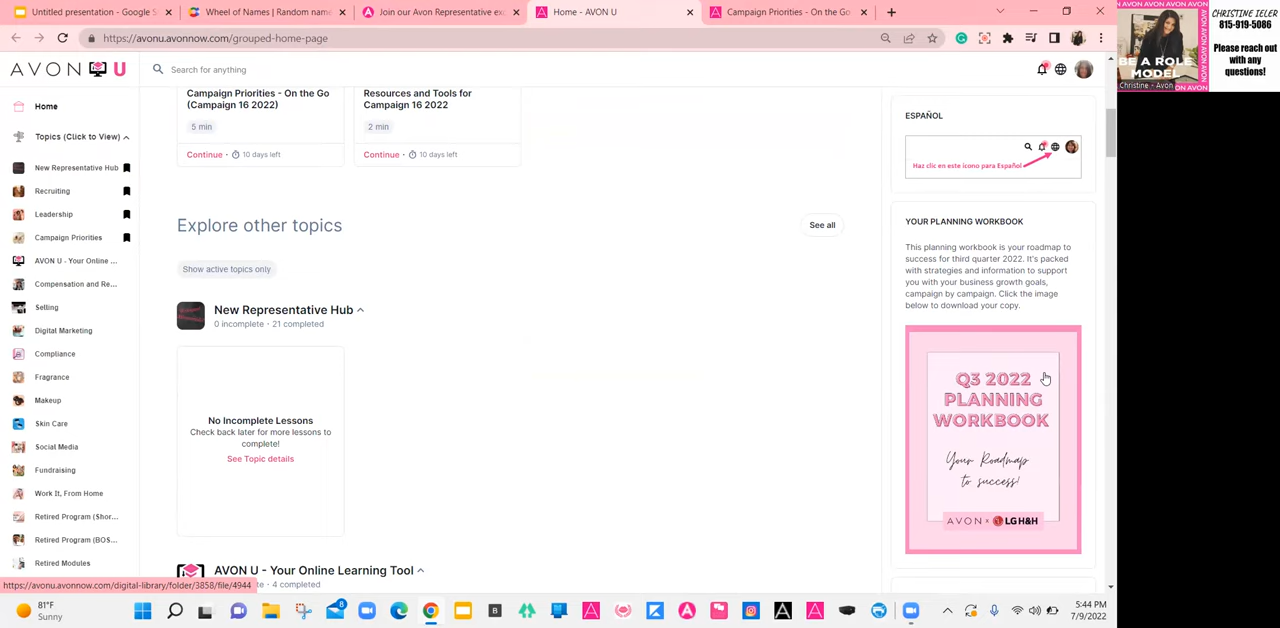 Untitled presentation - Google S
Wheel of Names | Random name
Join our Avon Representative exc
Home - AVON U
Campaign Priorities - On the Go
https://avonu.avonnow.com/grouped-home-page
AVON U
Search for anything
Home
Topics (Click to View)
New Representative Hub
Recruiting
Leadership
Campaign Priorities
AVON U - Your Online ...
Compensation and Re...
Selling
Digital Marketing
Compliance
Fragrance
Makeup
Skin Care
Social Media
Fundraising
Work It, From Home
Retired Program (Shor...
Retired Program (BOS...
Retired Modules
Campaign Priorities - On the Go
(Campaign 16 2022)
5 min
Continue · 10 days left
Resources and Tools for
Campaign 16 2022
2 min
Continue · 10 days left
Explore other topics
See all
Show active topics only
New Representative Hub
0 incomplete · 21 completed
No Incomplete Lessons
Check back later for more lessons to
complete!
See Topic details
AVON U - Your Online Learning Tool
te · 4 completed
ESPAÑOL
Haz clic en este icono para Español
YOUR PLANNING WORKBOOK
This planning workbook is your roadmap to
success for third quarter 2022. It's packed
with strategies and information to support
you with your business growth goals,
campaign by campaign. Click the image
below to download your copy.
Q3 2022
PLANNING
WORKBOOK
Your Roadmap
to success!
AVON x LG H&H
https://avonu.avonnow.com/digital-library/folder/3858/file/4944
81°F
Sunny
8
5:44 PM
7/9/2022
AVON AVON AVON AVON
BE A ROLE
MODEL
Christine - Avon
CHRISTINE IELER
815-919-5086
Please reach out
with any
questions!